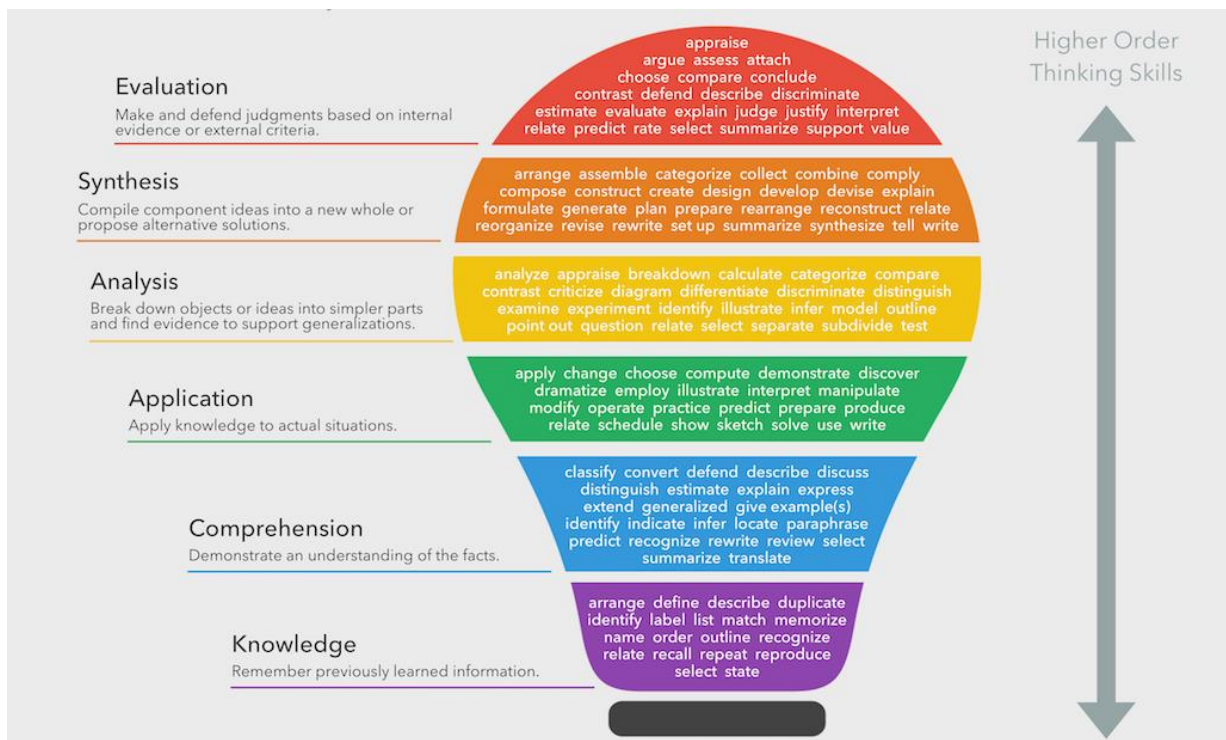 Higher Order
Thinking Skills
Evaluation
Make and defend judgments based on internal
evidence or external criteria.
appraise
argue assess attach
choose compare conclude
contrast defend describe discriminate
estimate evaluate explain judge justify interpret
relate predict rate select summarize support value
Synthesis
Compile component ideas into a new whole or
propose alternative solutions.
arrange assemble categorize collect combine comply
compose construct create design develop devise explain
formulate generate plan prepare rearrange reconstruct relate
reorganize revise rewrite set up summarize synthesize tell write
Analysis
Break down objects or ideas into simpler parts
and find evidence to support generalizations.
analyze appraise breakdown calculate categorize compare
contrast criticize diagram differentiate discriminate distinguish
examine experiment identify illustrate infer model outline
point out question relate select separate subdivide test
Application
Apply knowledge to actual situations.
apply change choose compute demonstrate discover
dramatize employ illustrate interpret manipulate
modify operate practice predict prepare produce
relate schedule show sketch solve use write
Comprehension
Demonstrate an understanding of the facts.
classify convert defend describe discuss
distinguish estimate explain express
extend generalized give example(s)
identify indicate infer locate paraphrase
predict recognize rewrite review select
summarize translate
Knowledge
Remember previously learned information.
arrange define describe duplicate
identify label list match memorize
name order outline recognize
relate recall repeat reproduce
select state